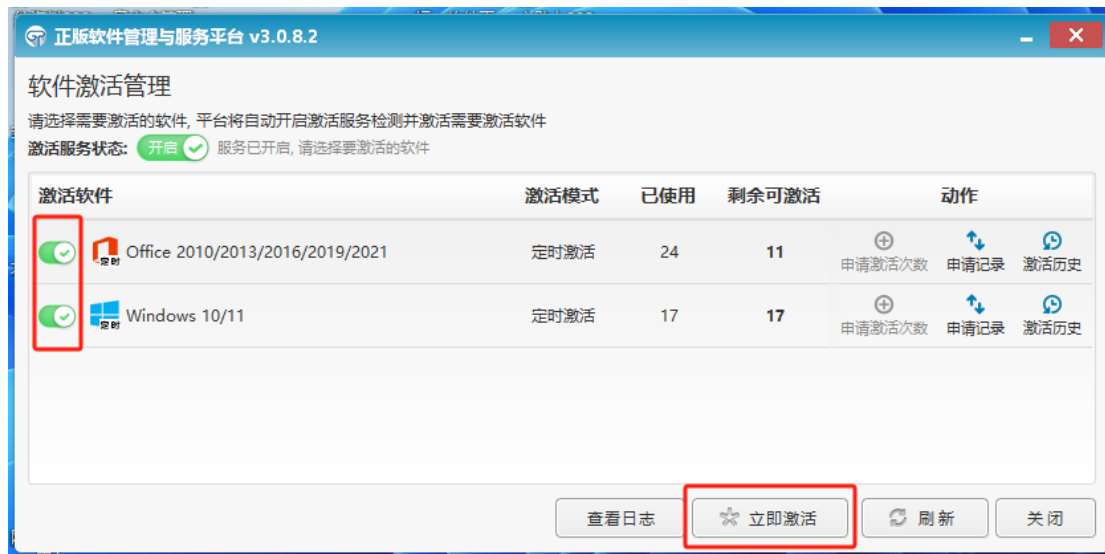 正版软件管理与服务平台 v3.0.8.2
软件激活管理
请选择需要激活的软件, 平台将自动开启激活服务检测并激活需要激活软件
激活服务状态: 开启 服务已开启, 请选择要激活的软件
激活软件 激活模式 已使用 剩余可激活 动作
定时 Office 2010/2013/2016/2019/2021 定时激活 24 11 申请激活次数 申请记录 激活历史
定时 Windows 10/11 定时激活 17 17 申请激活次数 申请记录 激活历史
查看日志 立即激活 刷新 关闭